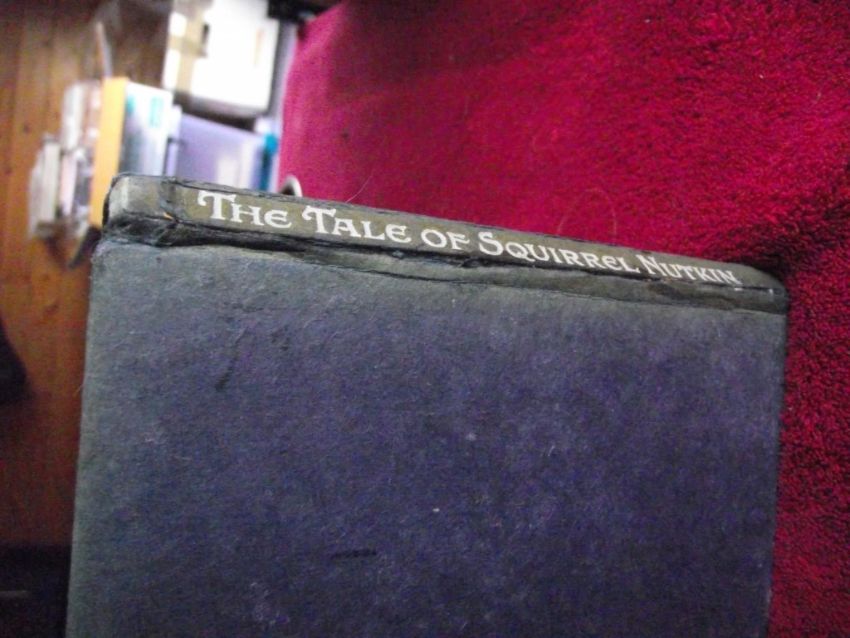 THE TALE OF SQUIRREL NUTKIN